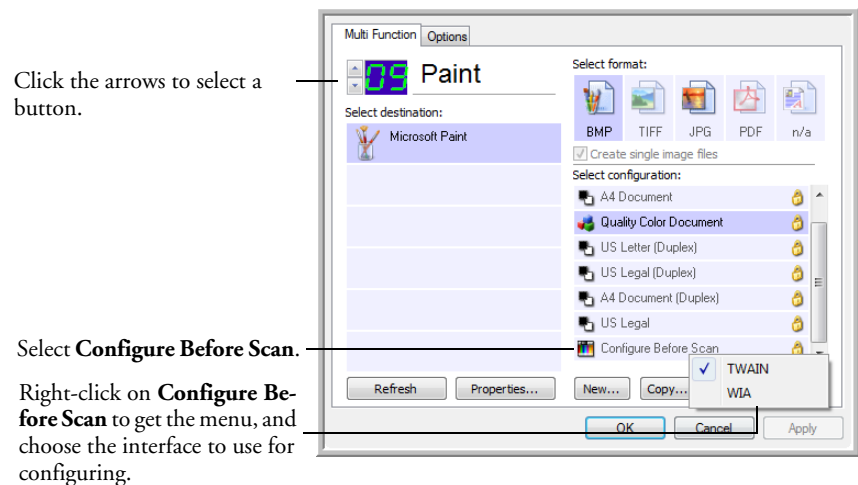 Multi Function
Options
Click the arrows to select a
button.
09 Paint
Select destination:
Microsoft Paint
Select format:
BMP TIFF JPG PDF n/a
Create single image files
Select configuration:
A4 Document
Quality Color Document
US Letter (Duplex)
US Legal (Duplex)
A4 Document (Duplex)
US Legal
Configure Before Scan
Select Configure Before Scan.
TWAIN
WIA
Right-click on Configure Be-
fore Scan to get the menu, and
choose the interface to use for
configuring.
Refresh
Properties...
New...
Copy...
OK
Cancel
Apply